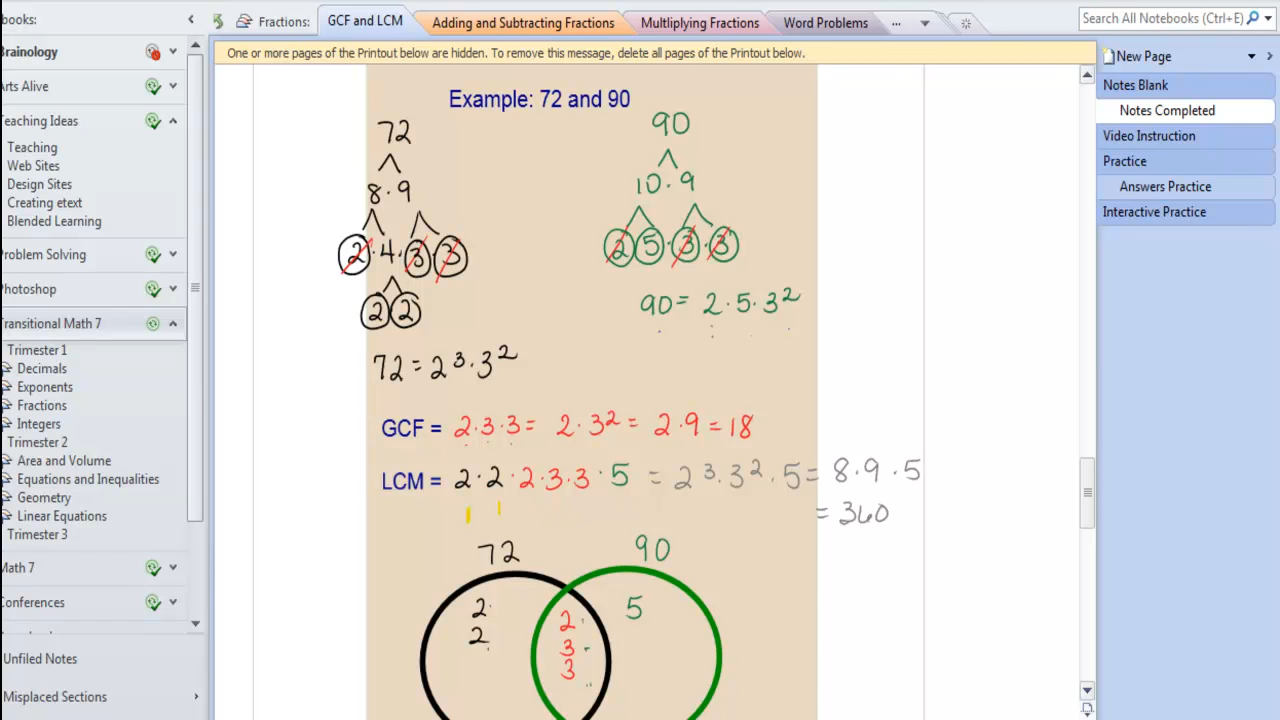 books:
Fractions:
GCF and LCM
Adding and Subtracting Fractions
Mutliplying Fractions
Word Problems
...
Search All Notebooks (Ctrl+E)
One or more pages of the Printout below are hidden. To remove this message, delete all pages of the Printout below.
Brainology
Arts Alive
Teaching Ideas
Teaching
Web Sites
Design Sites
Creating etext
Blended Learning
Problem Solving
Photoshop
Transitional Math 7
Trimester 1
Decimals
Exponents
Fractions
Integers
Trimester 2
Area and Volume
Equations and Inequalities
Geometry
Linear Equations
Trimester 3
Math 7
Conferences
Unfiled Notes
Misplaced Sections
Example: 72 and 90
72
8 · 9
2 · 4 · 3 · 3
2 2
72 = 2³ · 3²
90
10 · 9
2 5 · 3 · 3
90 = 2 · 5 · 3²
GCF = 2 · 3 · 3 = 2 · 3² = 2 · 9 = 18
LCM = 2 · 2 · 2 · 3 · 3 · 5 = 2³ · 3² · 5 = 8 · 9 · 5
= 360
72
90
2
2
2
3
3
5
New Page
Notes Blank
Notes Completed
Video Instruction
Practice
Answers Practice
Interactive Practice